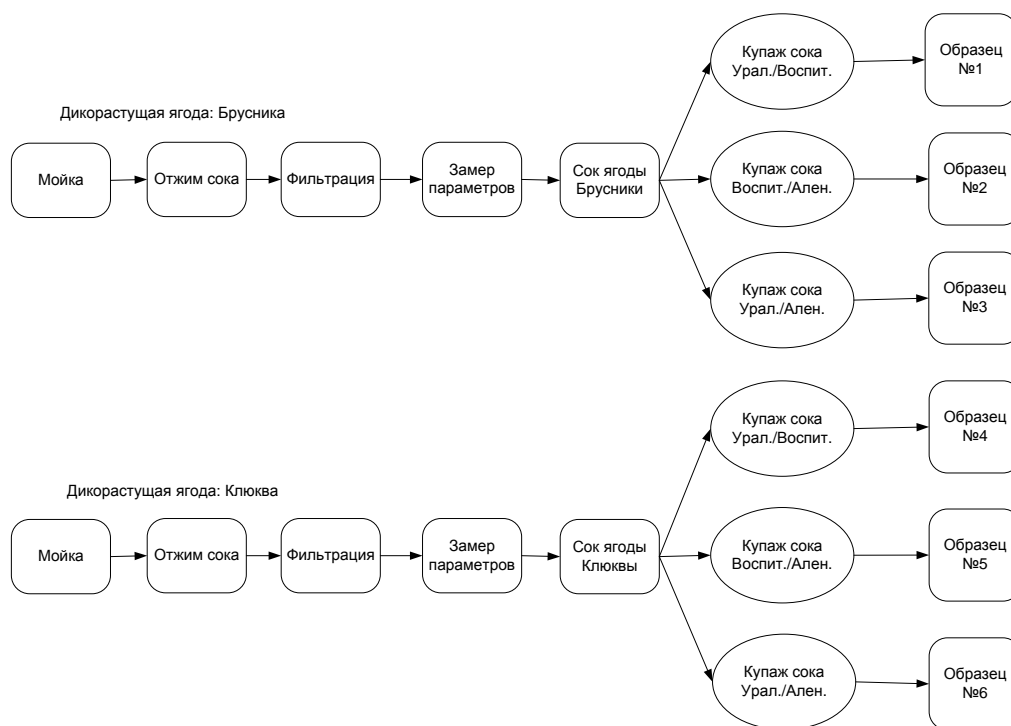 Дикорастущая ягода: Брусника
Мойка
Отжим сока
Фильтрация
Замер
параметров
Сок ягоды
Брусники
Купаж сока
Урал./Воспит.
Образец
№1
Купаж сока
Воспит./Ален.
Образец
№2
Купаж сока
Урал./Ален.
Образец
№3
Дикорастущая ягода: Клюква
Мойка
Отжим сока
Фильтрация
Замер
параметров
Сок ягоды
Клюквы
Купаж сока
Урал./Воспит.
Образец
№4
Купаж сока
Воспит./Ален.
Образец
№5
Купаж сока
Урал./Ален.
Образец
№6